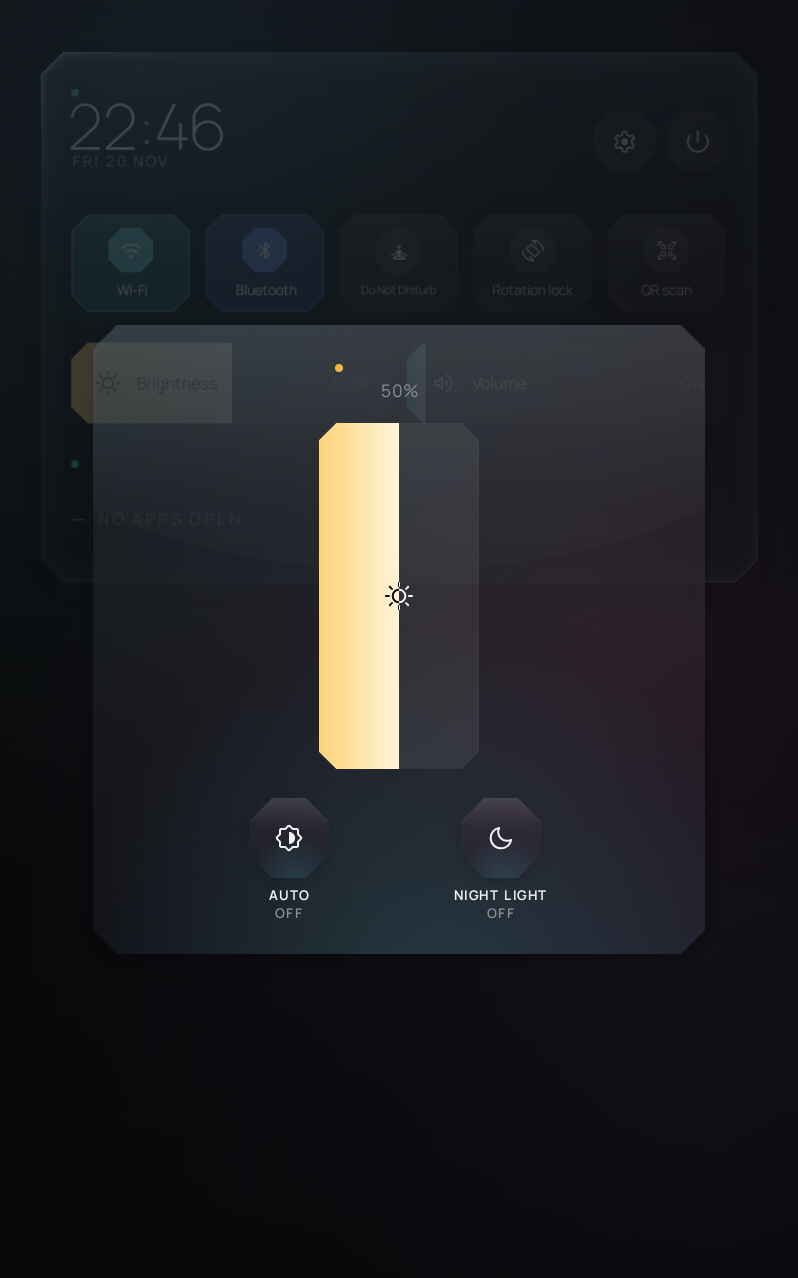 22:46
FRI 20 NOV
Wi-Fi
Bluetooth
Do Not Disturb
Rotation lock
QR scan
Brightness
50%
Volume
0%
50%
NO APPS OPEN
AUTO
OFF
NIGHT LIGHT
OFF